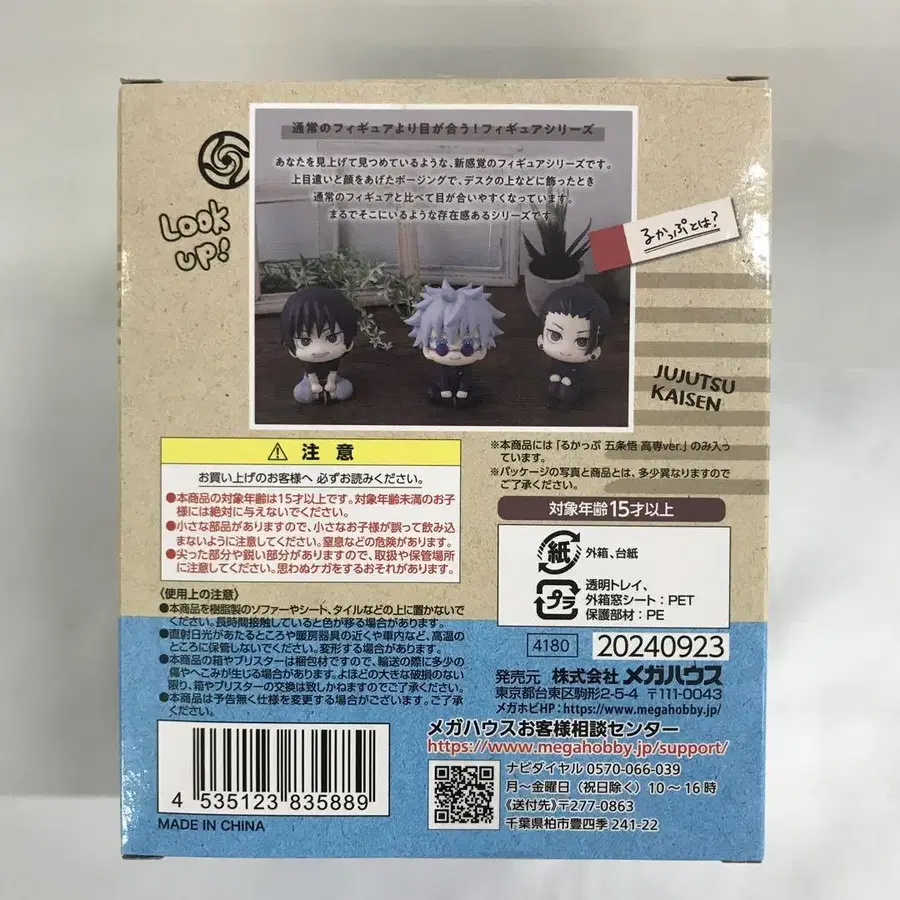 通常のフィギュアより目が合う！フィギュアシリーズ
あなたを見上げて見つめているような、新感覚のフィギュアシリーズです。
上目遣いと顔をあげたポージングで、デスクの上などに飾ったとき
通常のフィギュアと比べて目が合いやすくなっています。
まるでそこにいるような存在感あるシリーズです
Look
up!
るかっぷとは?
JUJUTSU
KAISEN
⚠ 注意
お買い上げのお客様へ 必ずお読みください。
●本商品の対象年齢は15才以上です。対象年齢未満のお子
様には絶対に与えないでください。
●小さな部品がありますので、小さなお子様が誤って飲み込
まないように注意してください。窒息などの危険があります。
●尖った部分や鋭い部分がありますので、取扱や保管場所
に注意してください。思わぬケガをするおそれがあります。
〈使用上の注意〉
●本商品を樹脂製のソファーやシート、タイルなどの上に置かないで
ください。長時間接触していると色が移る場合があります。
●直射日光があたるところや暖房器具の近くや車内など、高温の
ところに保管しないでください。変形する場合があります。
●本商品の箱やブリスターは梱包材ですので、輸送の際に多少の
傷やへこみが生じる場合があります。よほどの大きな破損のない
限り、箱やブリスターの交換は致しかねますのでご了承ください。
●本商品は予告無く仕様を変更する場合がございます。ご了承
ください。
4 535123 835889
MADE IN CHINA
※本商品には「るかっぷ 五条悟 高専ver.」のみ入っ
ています。
※パッケージの写真と商品とは、多少異なりますので
ご了承ください。
対象年齢15才以上
紙
外箱、台紙
プラ
透明トレイ、
外箱窓シート：PET
保護部材：PE
4180
20240923
発売元 株式会社メガハウス
東京都台東区駒形2-5-4 〒111-0043
メガホビHP：https://www.megahobby.jp/
メガハウスお客様相談センター
https://www.megahobby.jp/support/
ナビダイヤル 0570-066-039
月～金曜日（祝日除く）10～16時
《送付先》〒277-0863
千葉県柏市豊四季241-22